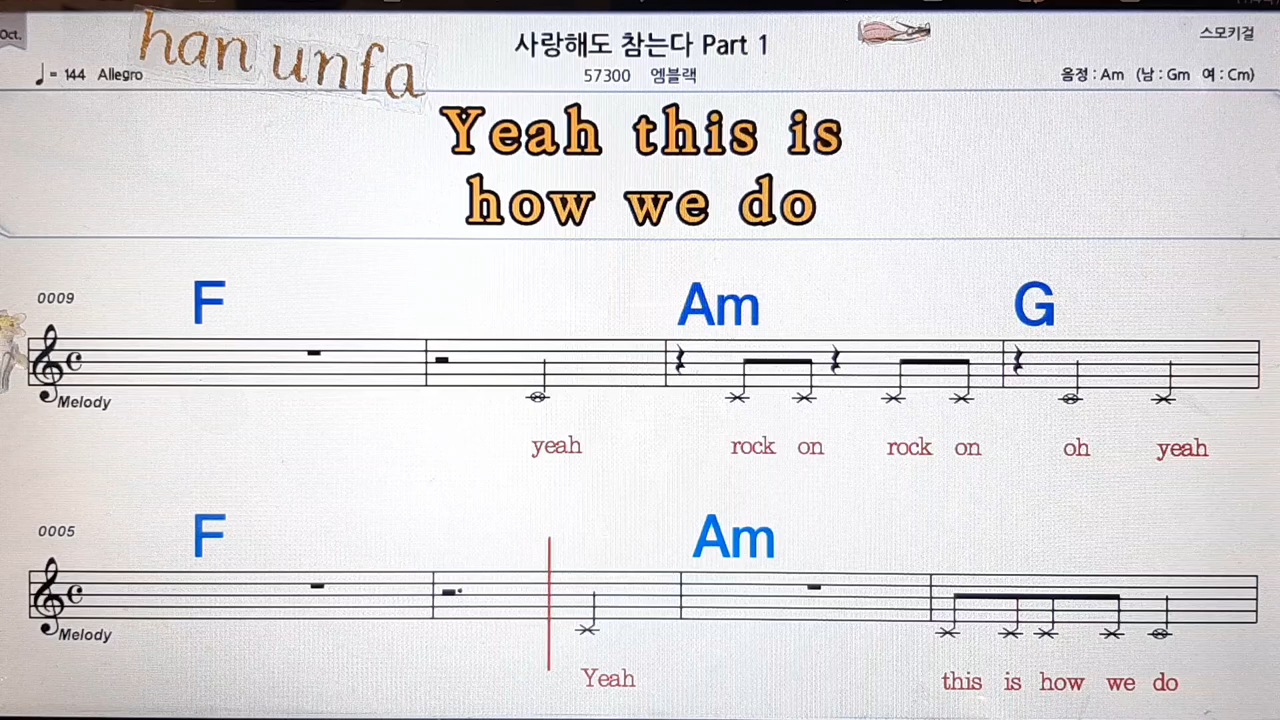 Oct.
han unfa
사랑해도 참는다 Part 1
스모키걸
♩= 144 Allegro
57300 엠블랙
음정 : Am (남 : Gm 여 : Cm)
Yeah this is
how we do
0009
F Am G
Melody
yeah rock on rock on oh yeah
0005
F Am
Melody
Yeah this is how we do